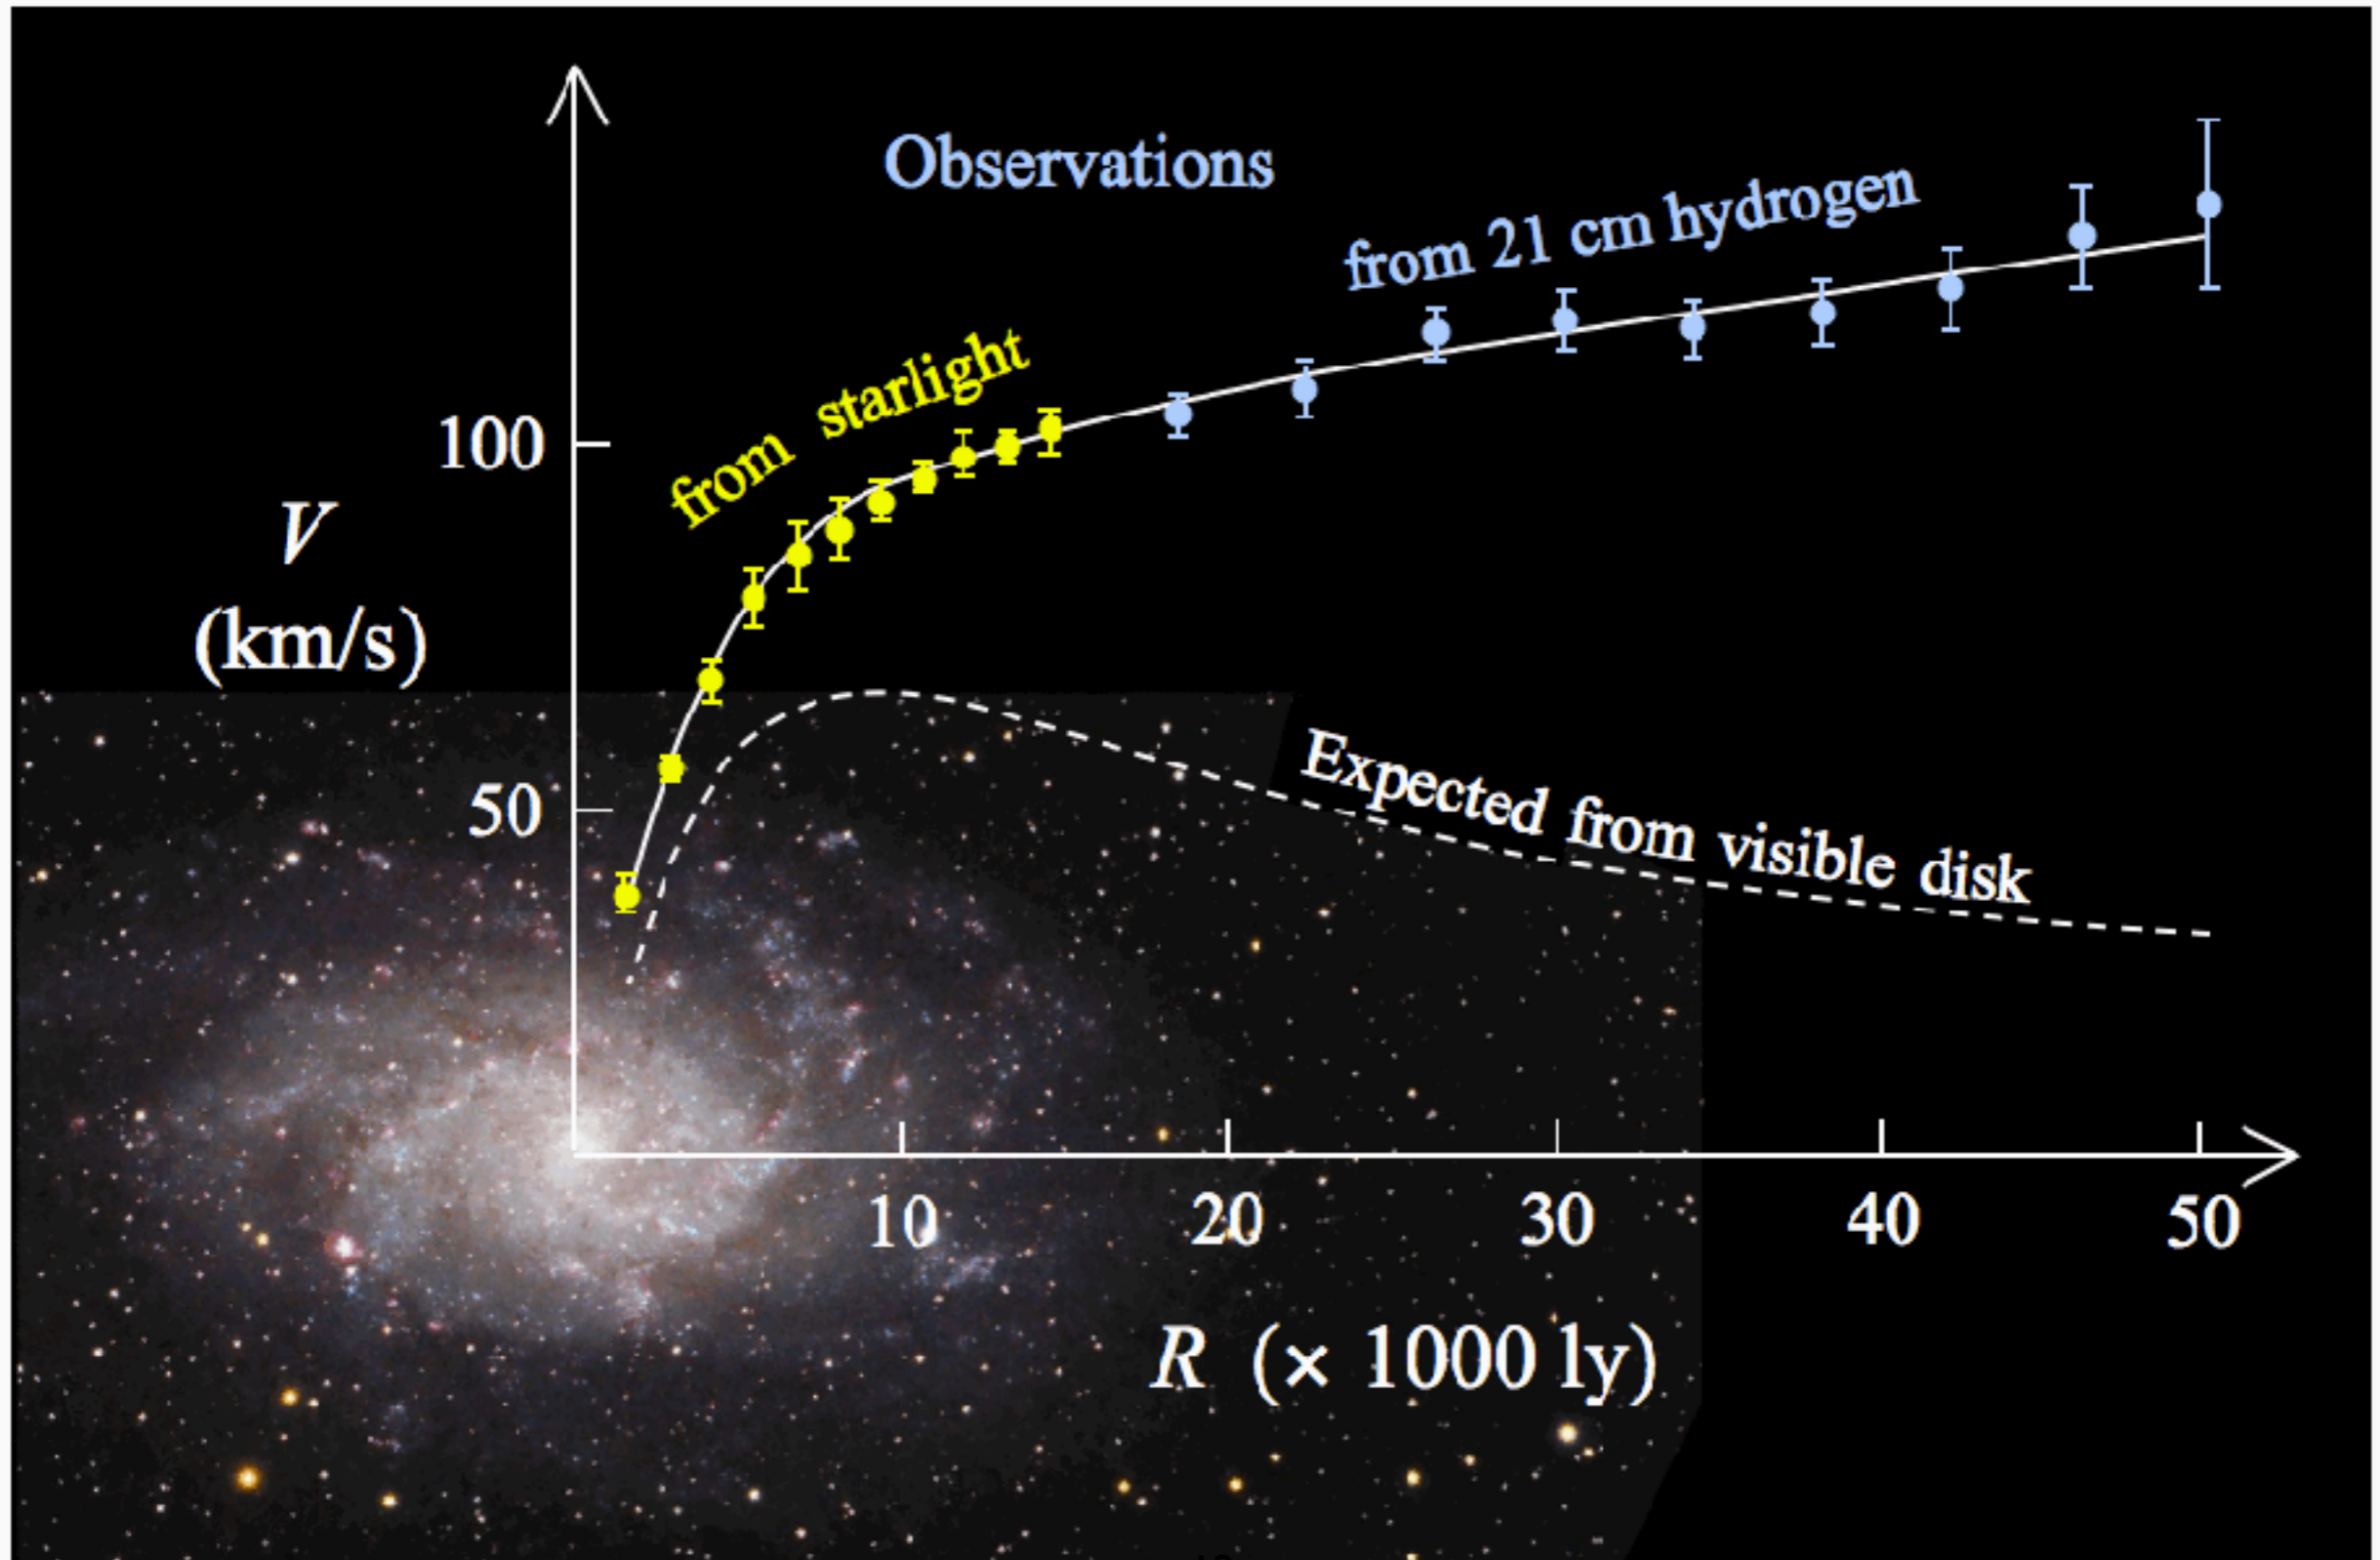 Observations
from 21 cm hydrogen
from starlight
100
V
(km/s)
50
Expected from visible disk
10 20 30 40 50
R (× 1000 ly)